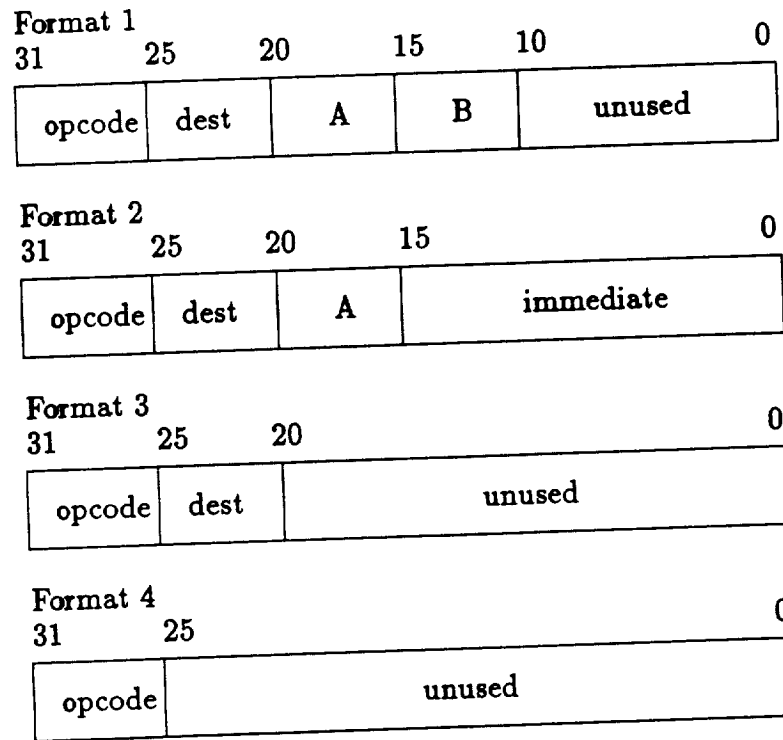 Format 1
31 25 20 15 10 0
opcode dest A B unused
Format 2
31 25 20 15 0
opcode dest A immediate
Format 3
31 25 20 0
opcode dest unused
Format 4
31 25 0
opcode unused